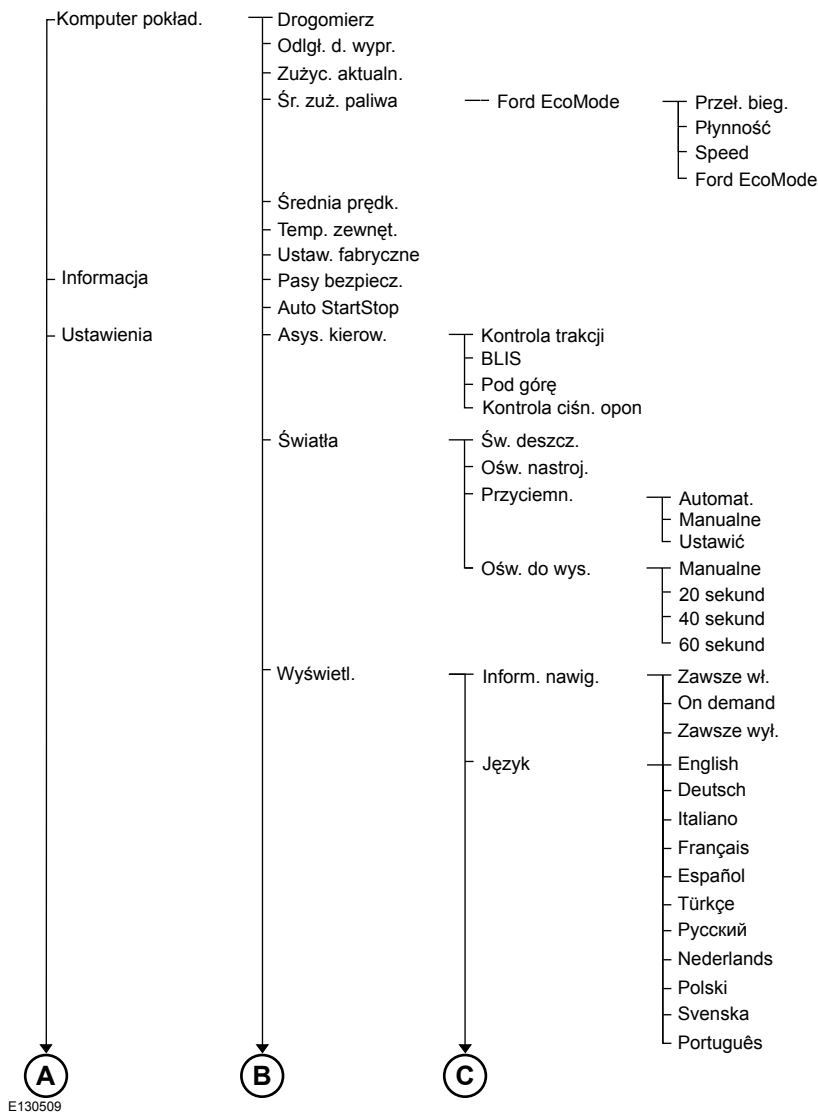 Komputer pokład.
Drogomierz
Odlgł. d. wypr.
Zużyc. aktualn.
Śr. zuż. paliwa
Ford EcoMode
Przeł. bieg.
Płynność
Speed
Ford EcoMode
Średnia prędk.
Temp. zewnęt.
Ustaw. fabryczne
Informacja
Pasy bezpiecz.
Auto StartStop
Ustawienia
Asys. kierow.
Kontrola trakcji
BLIS
Pod górę
Kontrola ciśn. opon
Światła
Św. deszcz.
Ośw. nastroj.
Przyciemn.
Automat.
Manualne
Ustawić
Ośw. do wys.
Manualne
20 sekund
40 sekund
60 sekund
Wyświetl.
Inform. nawig.
Zawsze wł.
On demand
Zawsze wył.
Język
English
Deutsch
Italiano
Français
Español
Türkçe
Русский
Nederlands
Polski
Svenska
Português
A
B
C
E130509